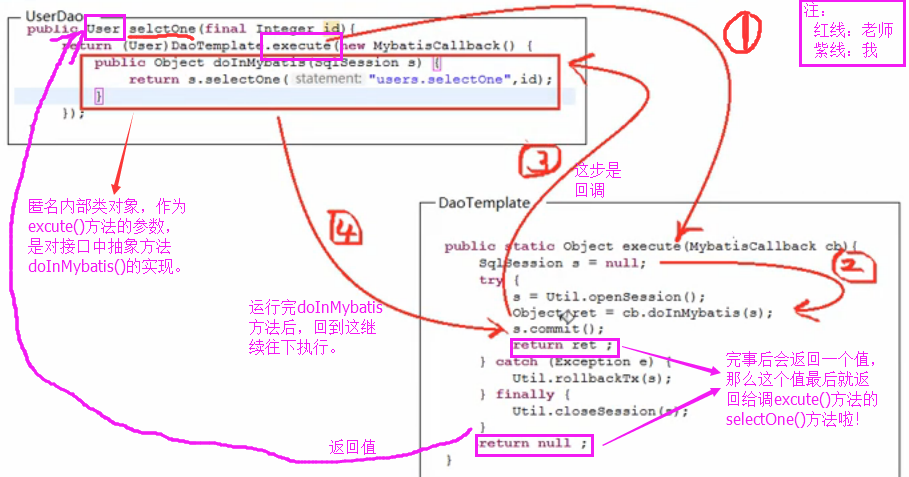 UserDao
public User selctOne(final Integer id){
return (User)DaoTemplate.execute(new MybatisCallback() {
public Object doInMybatis(SqlSession s) {
return s.selectOne( statement: "users.selectOne",id);
}
});
①
注：
红线：老师
紫线：我
③
这步是
回调
匿名内部类对象，作为
excute()方法的参数，
是对接口中抽象方法
doInMybatis()的实现。
④
DaoTemplate
public static Object execute(MybatisCallback cb){
SqlSession s = null;
②
try {
s = Util.openSession();
Object ret = cb.doInMybatis(s);
s.commit();
return ret ;
} catch (Exception e) {
Util.rollbackTx(s);
} finally {
Util.closeSession(s);
}
return null ;
}
运行完doInMybatis
方法后，回到这继
续往下执行。
完事后会返回一个值，
那么这个值最后就返
回给调excute()方法的
selectOne()方法啦！
返回值